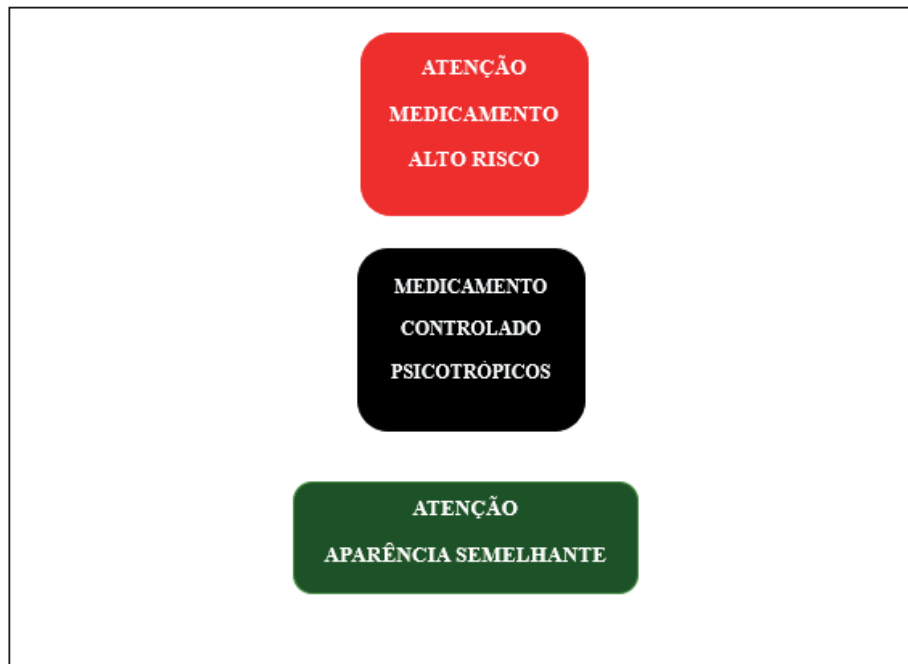 ATENÇÃO
MEDICAMENTO
ALTO RISCO
MEDICAMENTO
CONTROLADO
PSICOTRÓPICOS
ATENÇÃO
APARÊNCIA SEMELHANTE